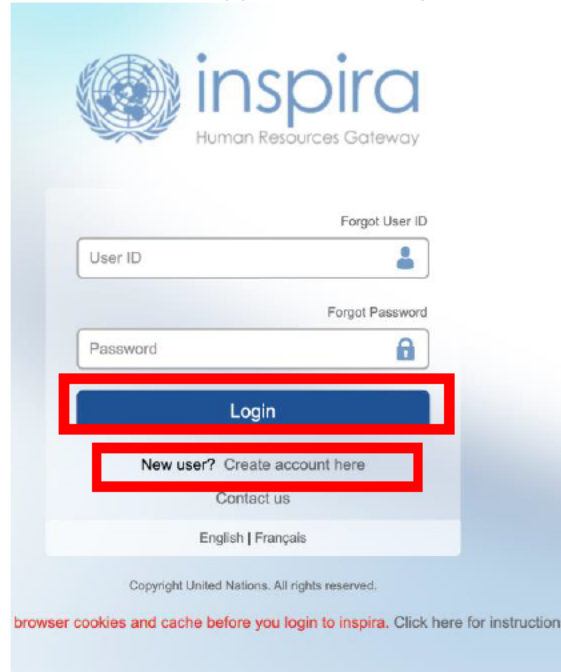 inspira
Human Resources Gateway
Forgot User ID
User ID
Forgot Password
Password
Login
New user? Create account here
Contact us
English | Français
Copyright United Nations. All rights reserved.
browser cookies and cache before you login to inspira. Click here for instruction